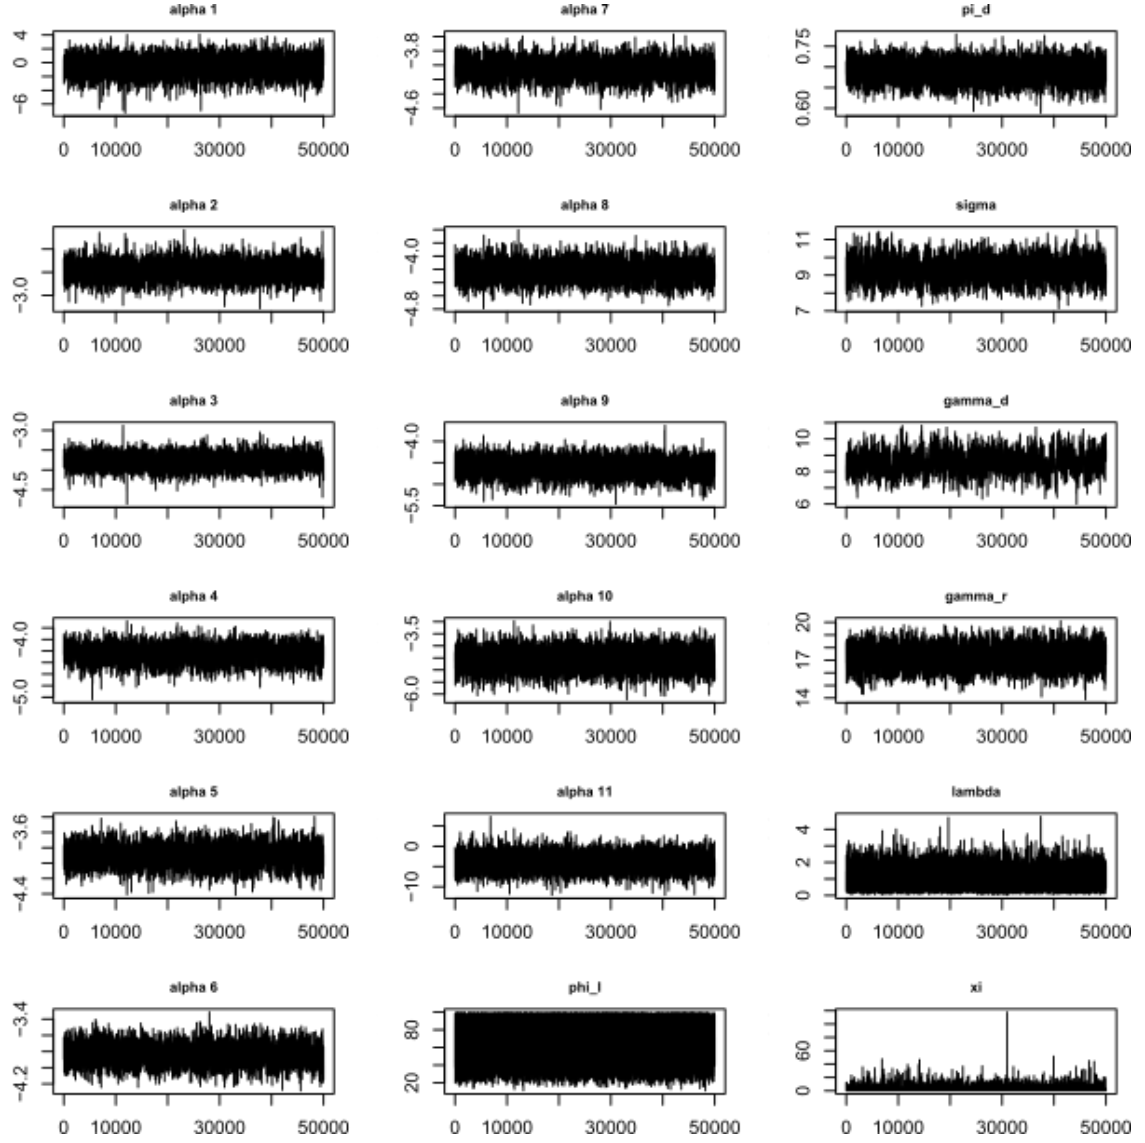 alpha 1
4
0
−6
0 10000 30000 50000
alpha 7
−3.8
−4.6
0 10000 30000 50000
pi_d
0.75
0.60
0 10000 30000 50000
alpha 2
−3.0
0 10000 30000 50000
alpha 8
−4.0
−4.8
0 10000 30000 50000
sigma
11
9
7
0 10000 30000 50000
alpha 3
−3.0
−4.5
0 10000 30000 50000
alpha 9
−4.0
−5.5
0 10000 30000 50000
gamma_d
10
8
6
0 10000 30000 50000
alpha 4
−4.0
−5.0
0 10000 30000 50000
alpha 10
−3.5
−6.0
0 10000 30000 50000
gamma_r
20
17
14
0 10000 30000 50000
alpha 5
−3.6
−4.4
0 10000 30000 50000
alpha 11
0
−10
0 10000 30000 50000
lambda
4
2
0
0 10000 30000 50000
alpha 6
−3.4
−4.2
0 10000 30000 50000
phi_l
80
20
0 10000 30000 50000
xi
60
0
0 10000 30000 50000